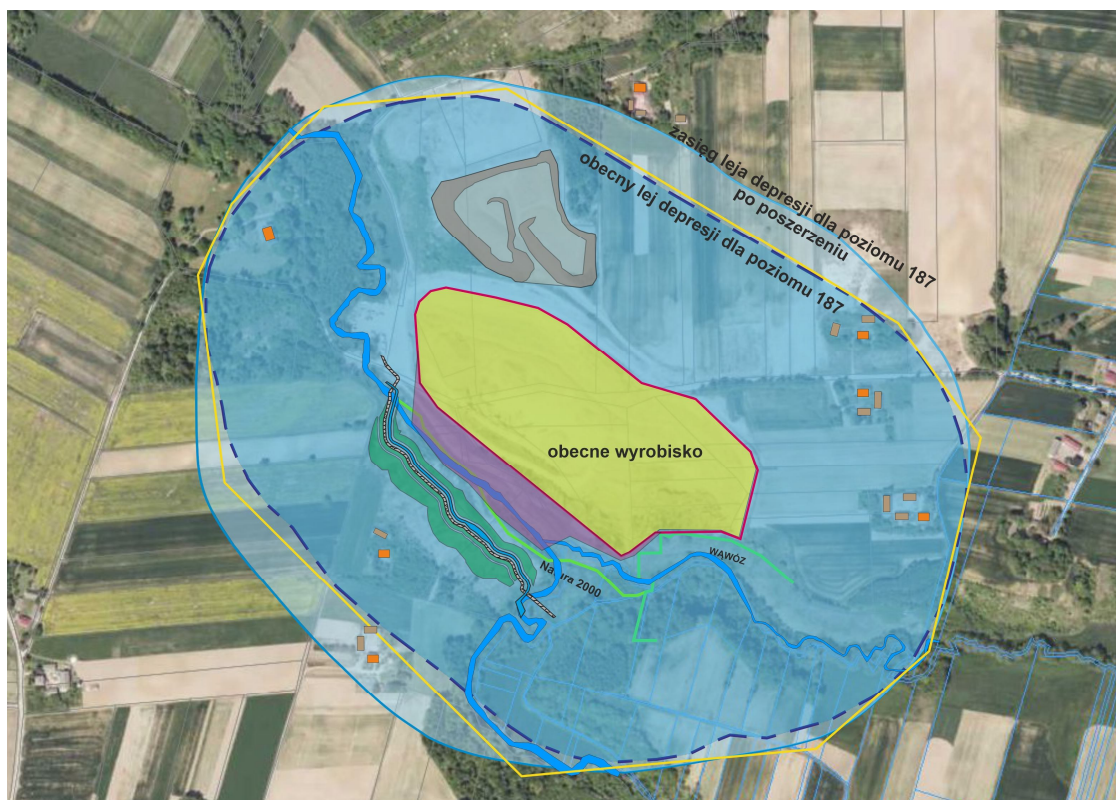 zasięg leja depresji dla poziomu 187
po poszerzeniu
obecny lej depresji dla poziomu 187
obecne wyrobisko
WĄWÓZ
Natura 2000